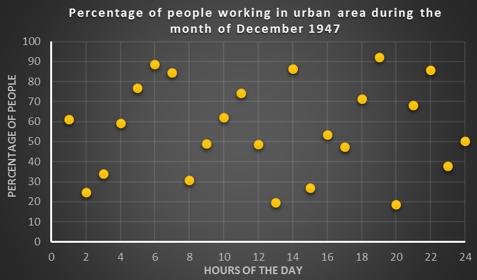 Percentage of people working in urban area during the
month of December 1947
100
90
80
70
60
50
40
30
20
10
0
PERCENTAGE OF PEOPLE
0 2 4 6 8 10 12 14 16 18 20 22 24
HOURS OF THE DAY